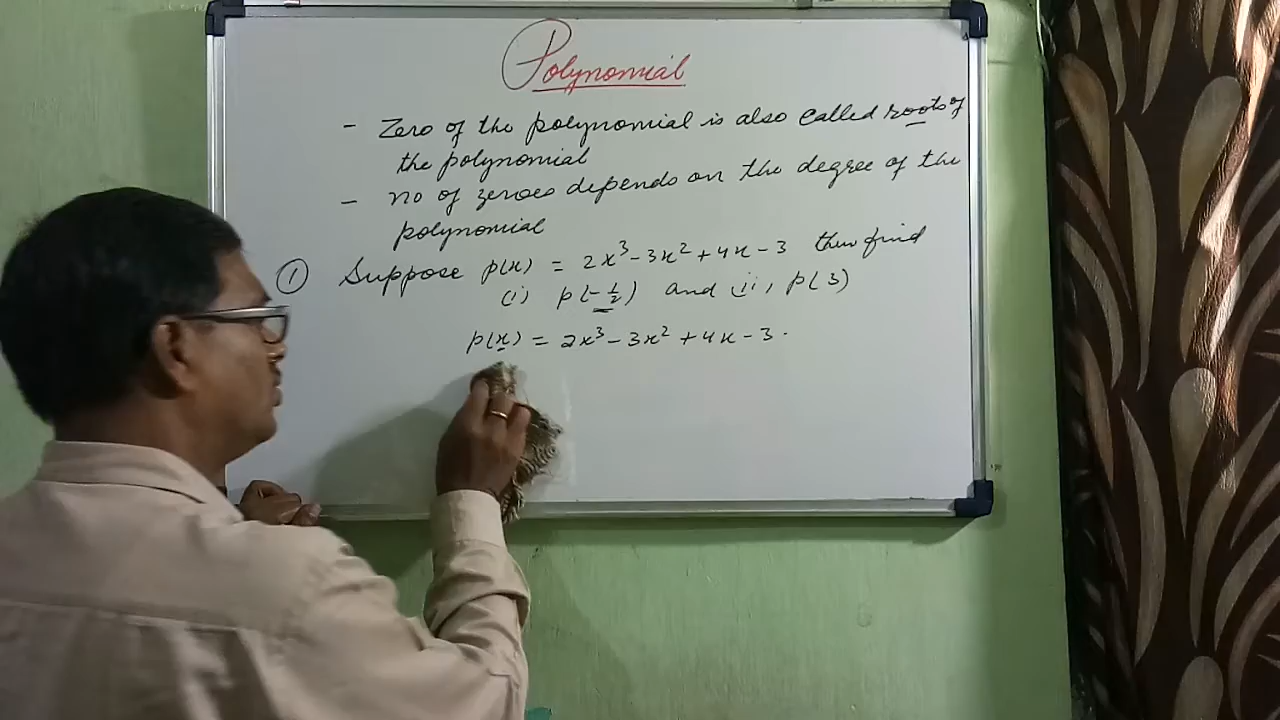 Polynomial
- Zero of the polynomial is also called roots of
the polynomial
- no of zeroes depends on the degree of the
polynomial
① Suppose p(x) = 2x³-3x²+4x-3 then find
(i) p(-1/2) and (ii) p(3)
p(x) = 2x³-3x²+4x-3.